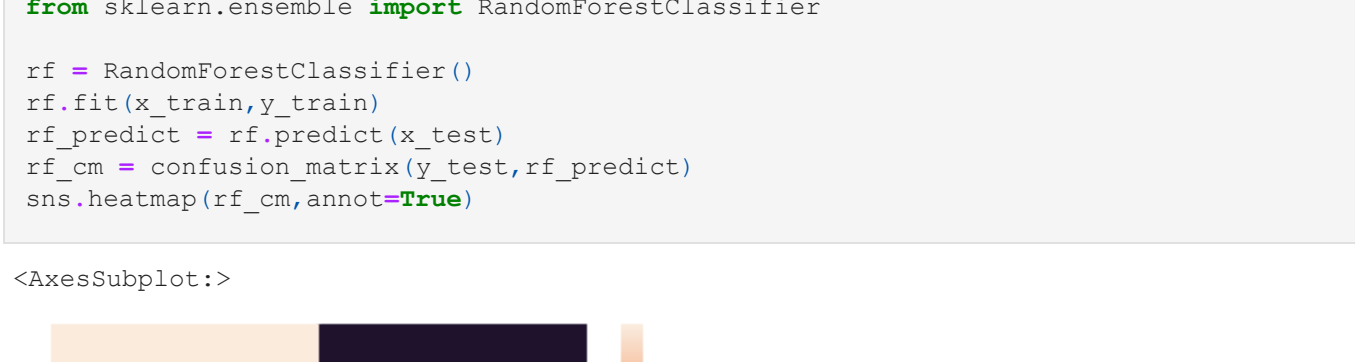 from sklearn.ensemble import RandomForestClassifier
rf = RandomForestClassifier()
rf.fit(x_train,y_train)
rf_predict = rf.predict(x_test)
rf_cm = confusion_matrix(y_test,rf_predict)
sns.heatmap(rf_cm,annot=True)
<AxesSubplot:>